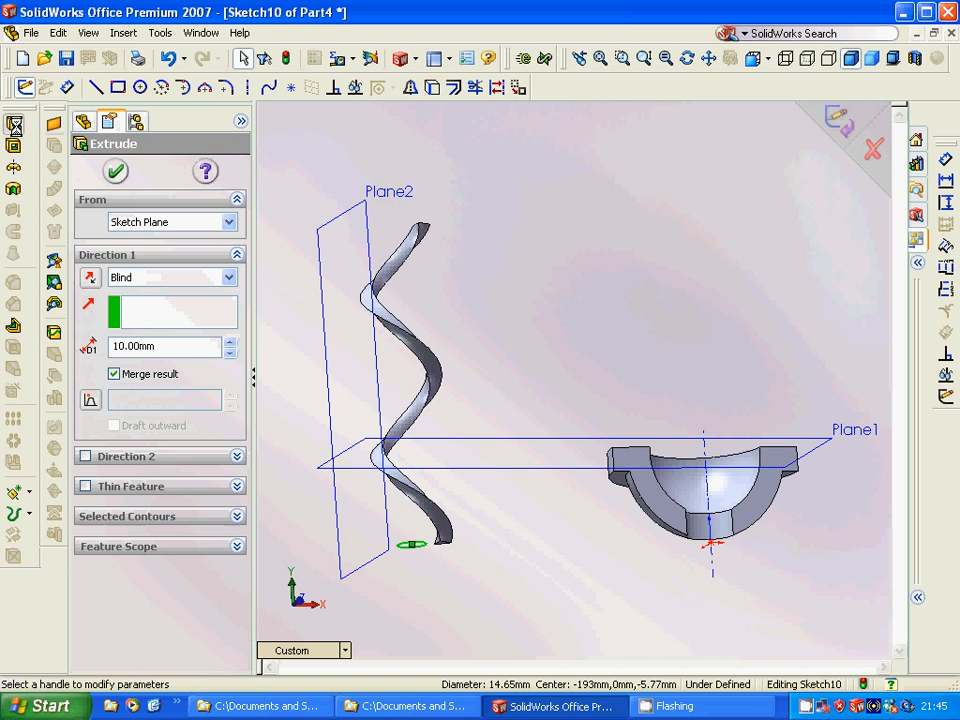 SolidWorks Office Premium 2007 - [Sketch10 of Part4 *]
File Edit View Insert Tools Window Help
SolidWorks Search
Extrude
From
Sketch Plane
Direction 1
Blind
D1
10.00mm
Merge result
Draft outward
Direction 2
Thin Feature
Selected Contours
Feature Scope
Plane2
Plane1
Y
X
Z
Custom
Select a handle to modify parameters
Diameter: 14.65mm Center: -193mm,0mm,-5.77mm Under Defined Editing Sketch10
Start
C:\Documents and S...
C:\Documents and S...
SolidWorks Office Pr...
Flashing
21:45